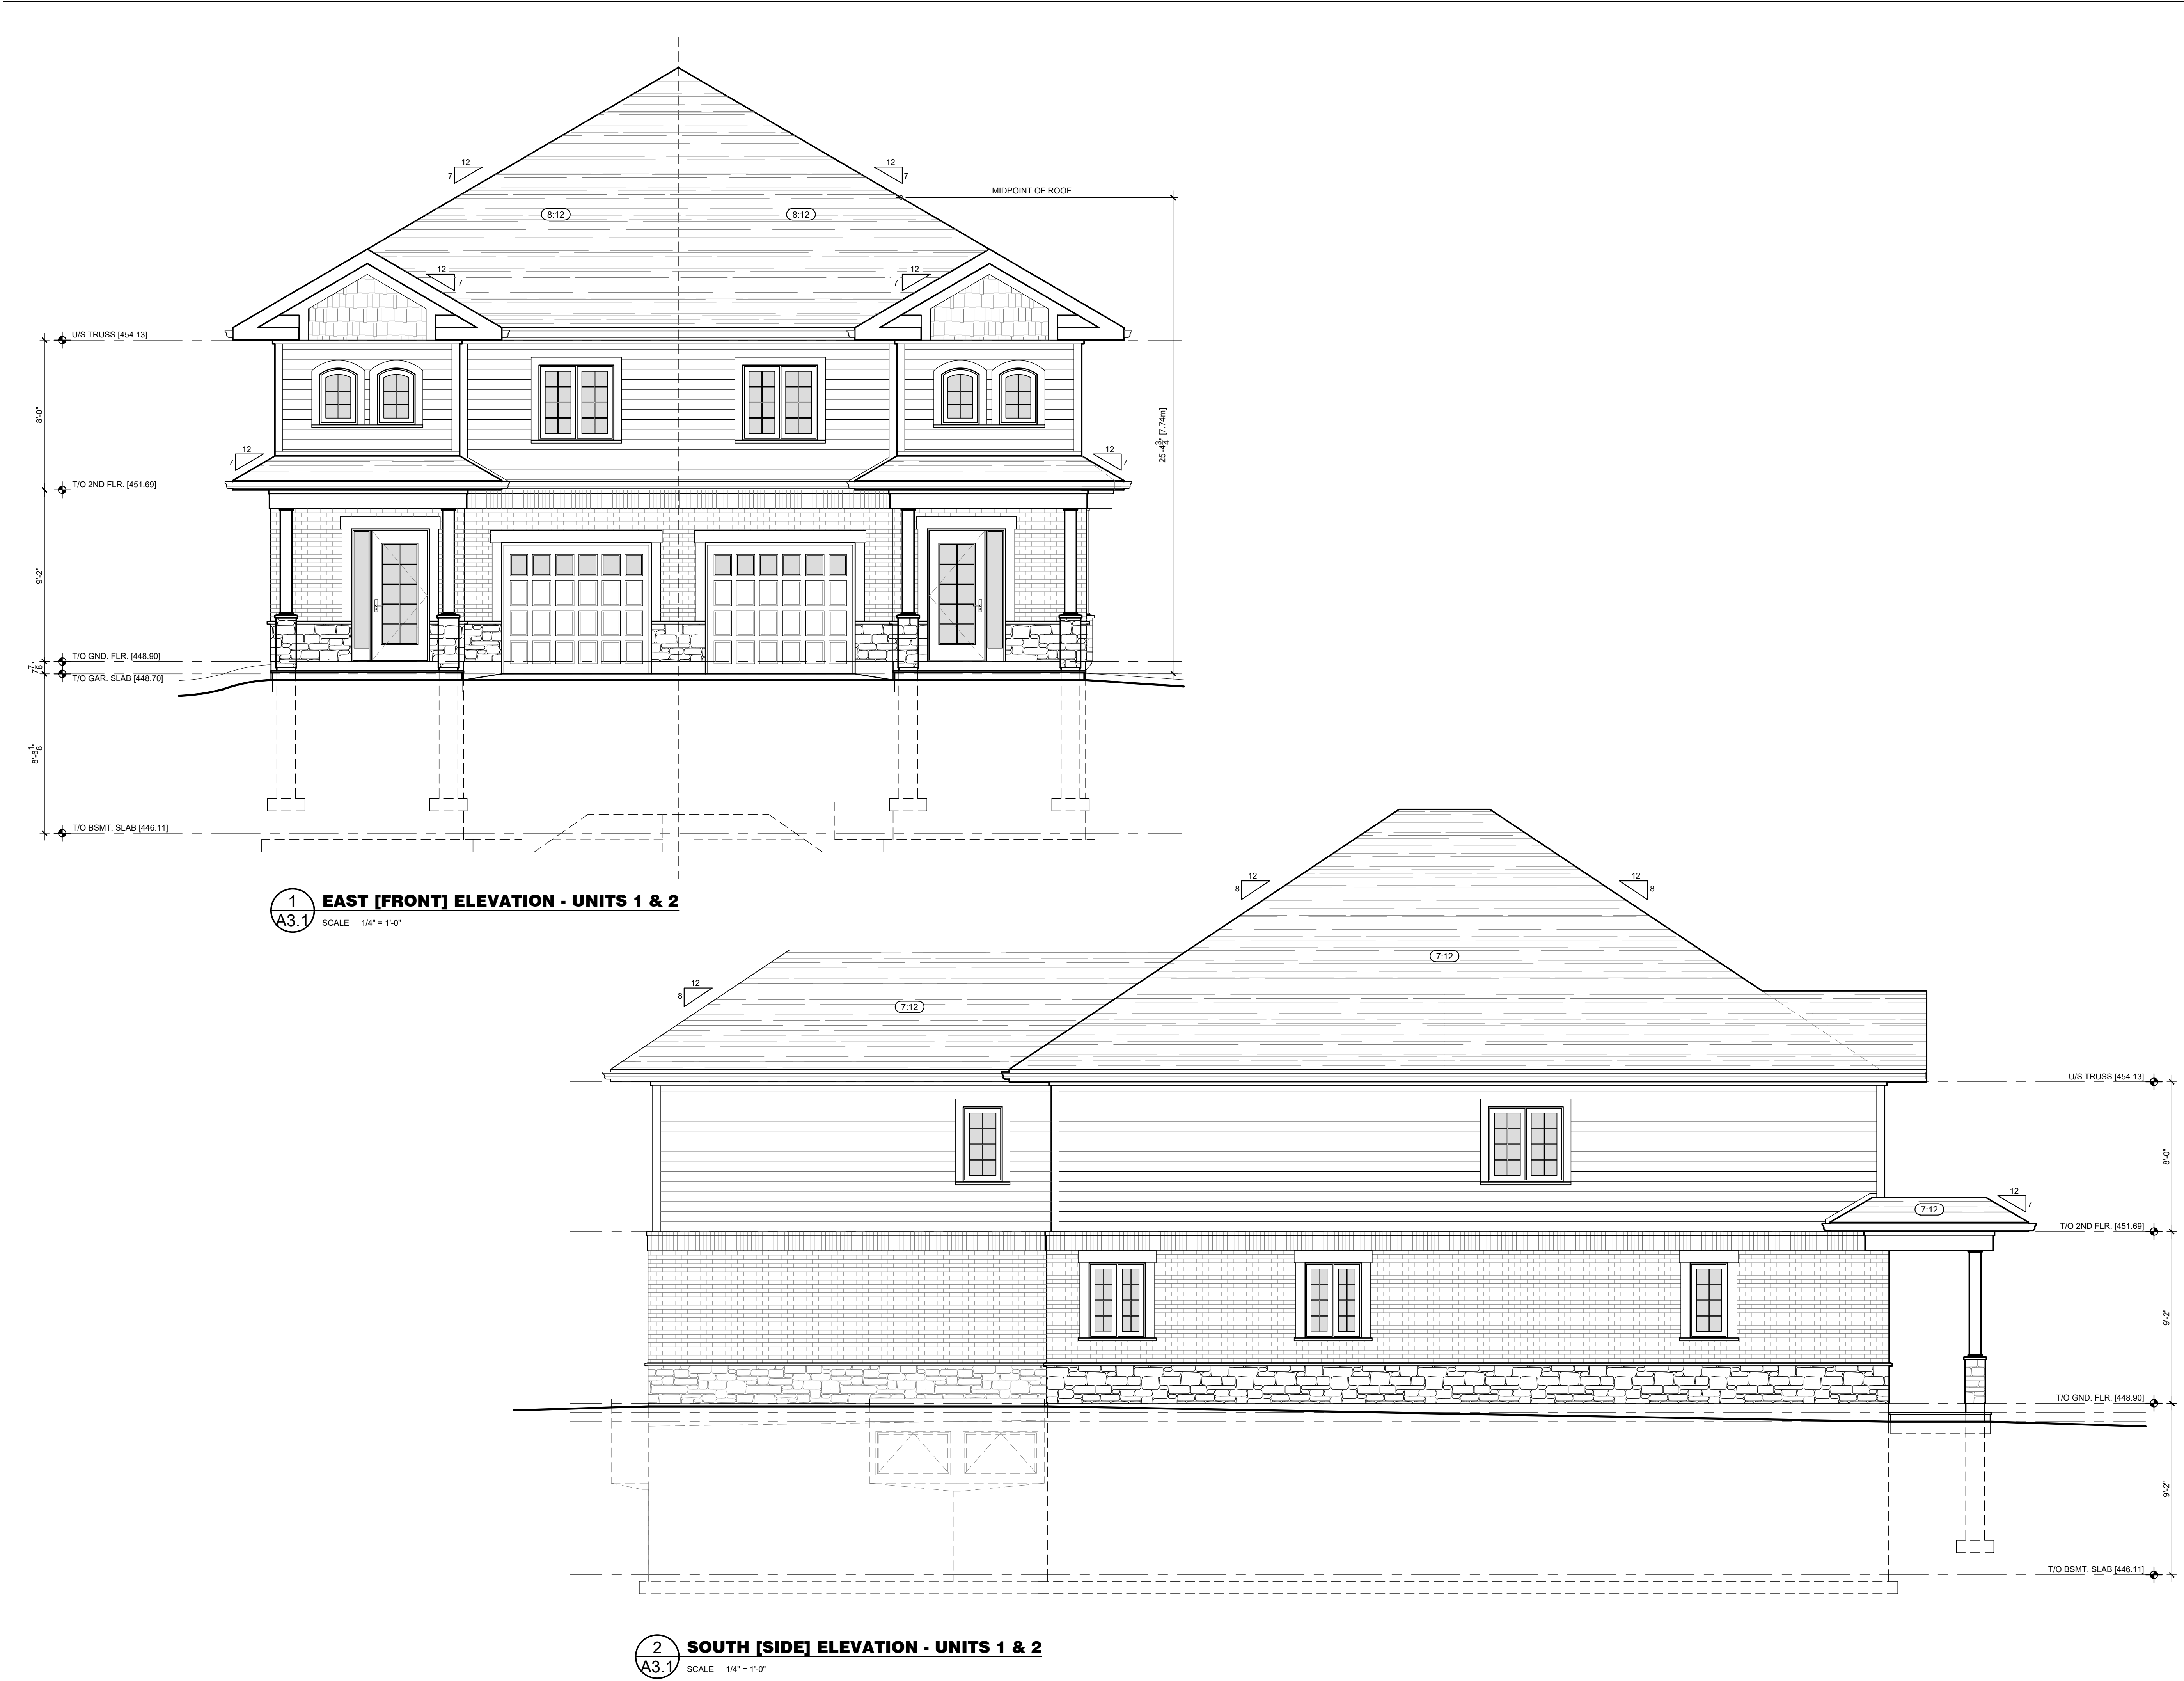 12
7
12
7
MIDPOINT OF ROOF
8:12
8:12
12
7
12
7
U/S TRUSS [454.13]
8'-0"
25'-4 3/4" [7.74m]
12
7
12
7
T/O 2ND FLR. [451.69]
9'-2"
T/O GND. FLR. [448.90]
7 7/8"
T/O GAR. SLAB [448.70]
8'-6 1/8"
T/O BSMT. SLAB [446.11]
1
A3.1
EAST [FRONT] ELEVATION - UNITS 1 & 2
SCALE 1/4" = 1'-0"
12
8
12
8
7:12
12
8
7:12
U/S TRUSS [454.13]
8'-0"
12
7
7:12
T/O 2ND FLR. [451.69]
9'-2"
T/O GND. FLR. [448.90]
9'-2"
T/O BSMT. SLAB [446.11]
2
A3.1
SOUTH [SIDE] ELEVATION - UNITS 1 & 2
SCALE 1/4" = 1'-0"